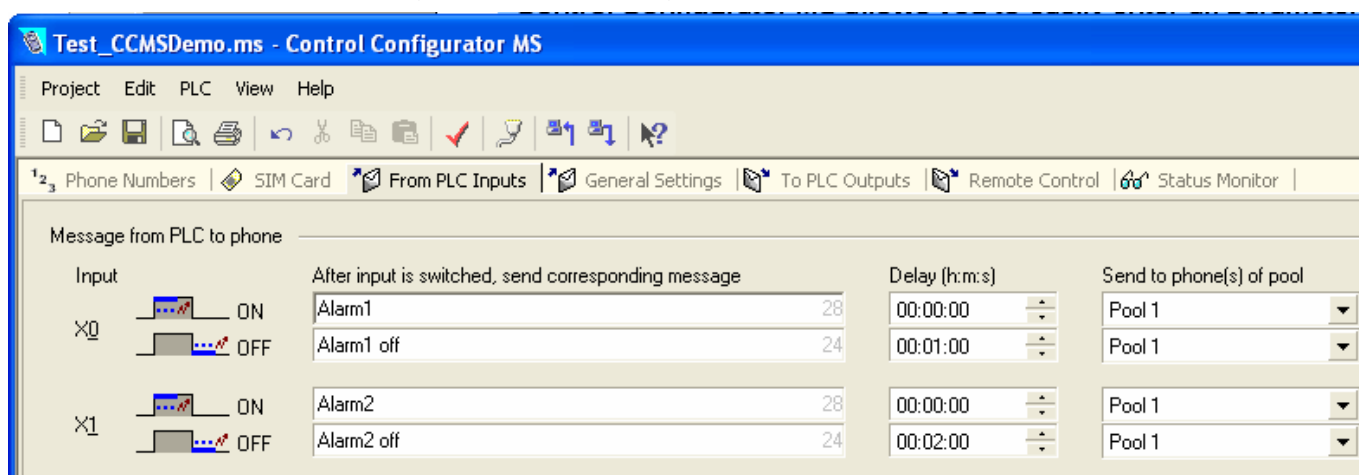 Test_CCMSDemo.ms - Control Configurator MS
Project Edit PLC View Help
1 2 3 Phone Numbers SIM Card From PLC Inputs General Settings To PLC Outputs Remote Control Status Monitor
Message from PLC to phone
Input After input is switched, send corresponding message Delay (h:m:s) Send to phone(s) of pool
X0 ON Alarm1 28 00:00:00 Pool 1
OFF Alarm1 off 24 00:01:00 Pool 1
X1 ON Alarm2 28 00:00:00 Pool 1
OFF Alarm2 off 24 00:02:00 Pool 1